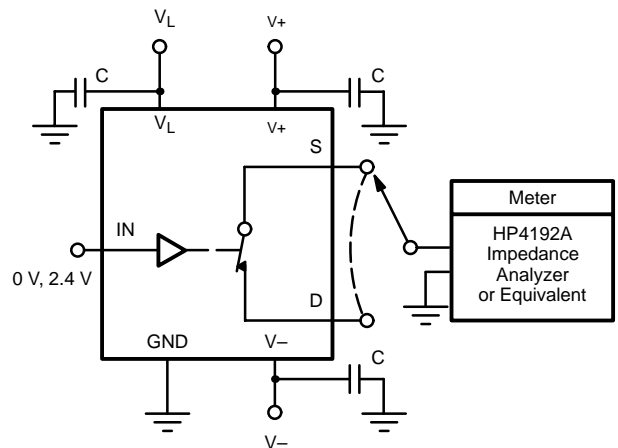 VL
V+
C
C
VL
V+
S
Meter
IN
HP4192A
Impedance
Analyzer
or Equivalent
0 V, 2.4 V
D
GND
V–
C
V–